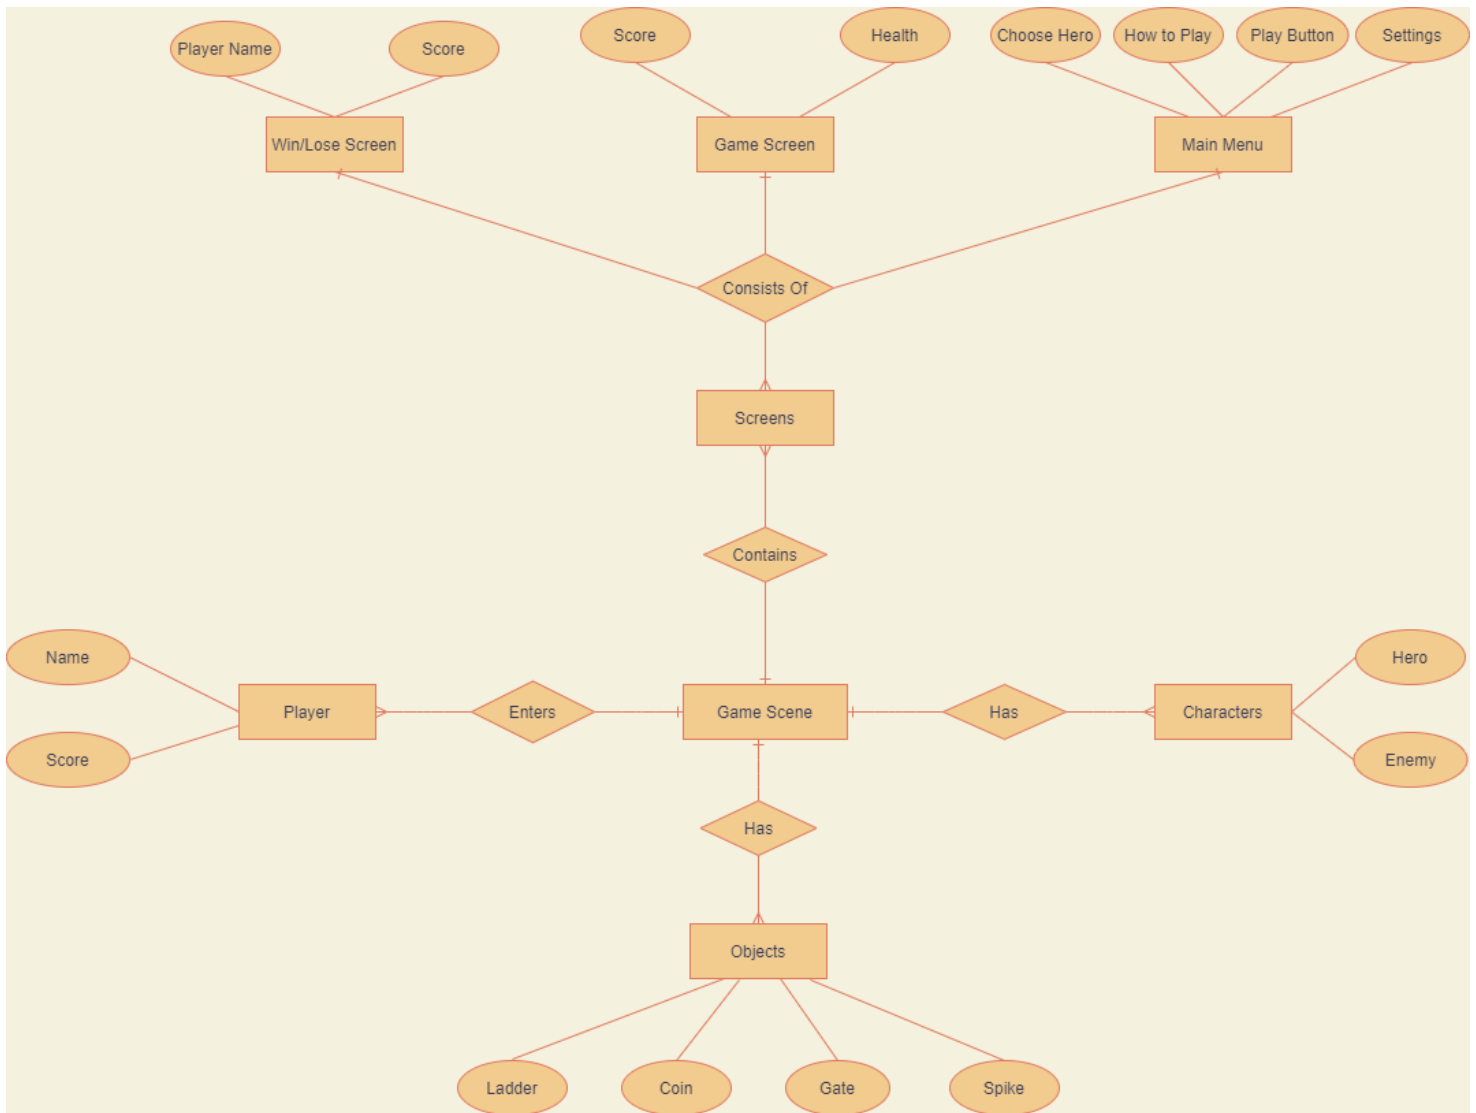 Player Name
Score
Score
Health
Choose Hero
How to Play
Play Button
Settings
Win/Lose Screen
Game Screen
Main Menu
Consists Of
Screens
Contains
Name
Hero
Player
Enters
Game Scene
Has
Characters
Score
Enemy
Has
Objects
Ladder
Coin
Gate
Spike